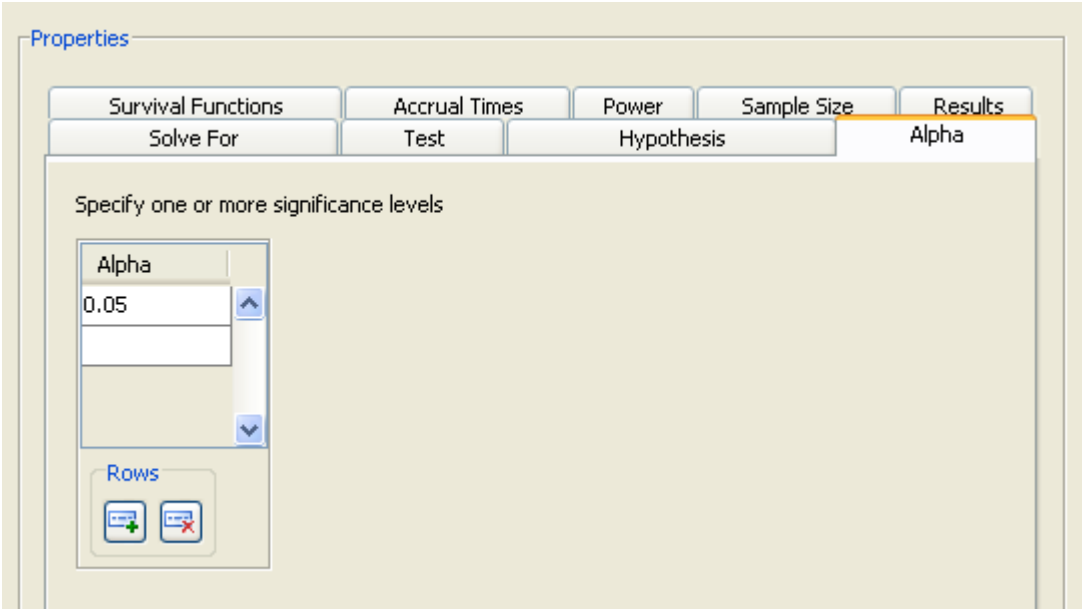 Properties
Survival Functions Accrual Times Power Sample Size Results
Solve For Test Hypothesis Alpha
Specify one or more significance levels
Alpha
0.05
Rows